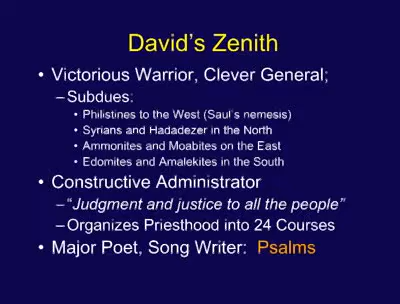 David's Zenith
• Victorious Warrior, Clever General;
–Subdues:
• Philistines to the West (Saul's nemesis)
• Syrians and Hadadezer in the North
• Ammonites and Moabites on the East
• Edomites and Amalekites in the South
• Constructive Administrator
–“Judgment and justice to all the people”
–Organizes Priesthood into 24 Courses
• Major Poet, Song Writer: Psalms